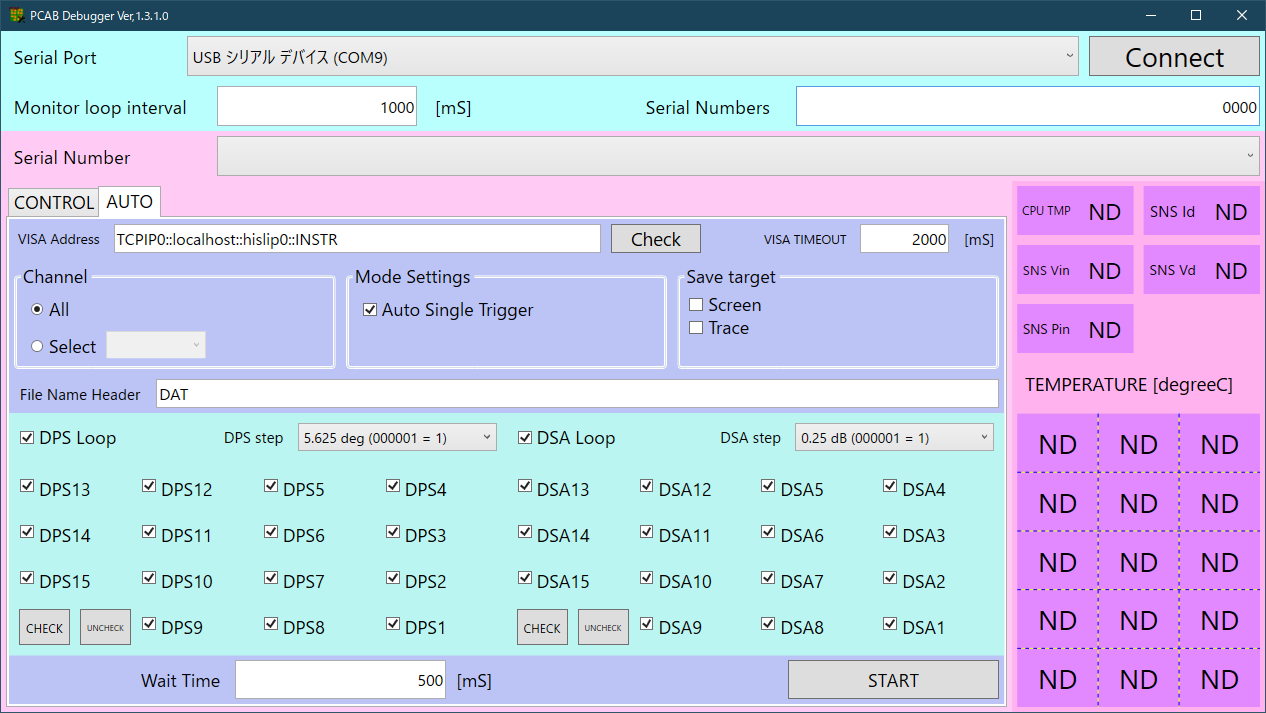 PCAB Debugger Ver,1.3.1.0
Serial Port USB シリアル デバイス (COM9) Connect
Monitor loop interval 1000 [mS] Serial Numbers 0000
Serial Number
CONTROL AUTO
VISA Address TCPIP0::localhost::hislip0::INSTR Check VISA TIMEOUT 2000 [mS]
Channel
All
Select
Mode Settings
Auto Single Trigger
Save target
Screen
Trace
File Name Header DAT
DPS Loop DPS step 5.625 deg (000001 = 1) DSA Loop DSA step 0.25 dB (000001 = 1)
DPS13 DPS12 DPS5 DPS4 DSA13 DSA12 DSA5 DSA4
DPS14 DPS11 DPS6 DPS3 DSA14 DSA11 DSA6 DSA3
DPS15 DPS10 DPS7 DPS2 DSA15 DSA10 DSA7 DSA2
CHECK UNCHECK DPS9 DPS8 DPS1 CHECK UNCHECK DSA9 DSA8 DSA1
Wait Time 500 [mS] START
CPU TMP ND SNS Id ND
SNS Vin ND SNS Vd ND
SNS Pin ND
TEMPERATURE [degreeC]
ND ND ND
ND ND ND
ND ND ND
ND ND ND
ND ND ND